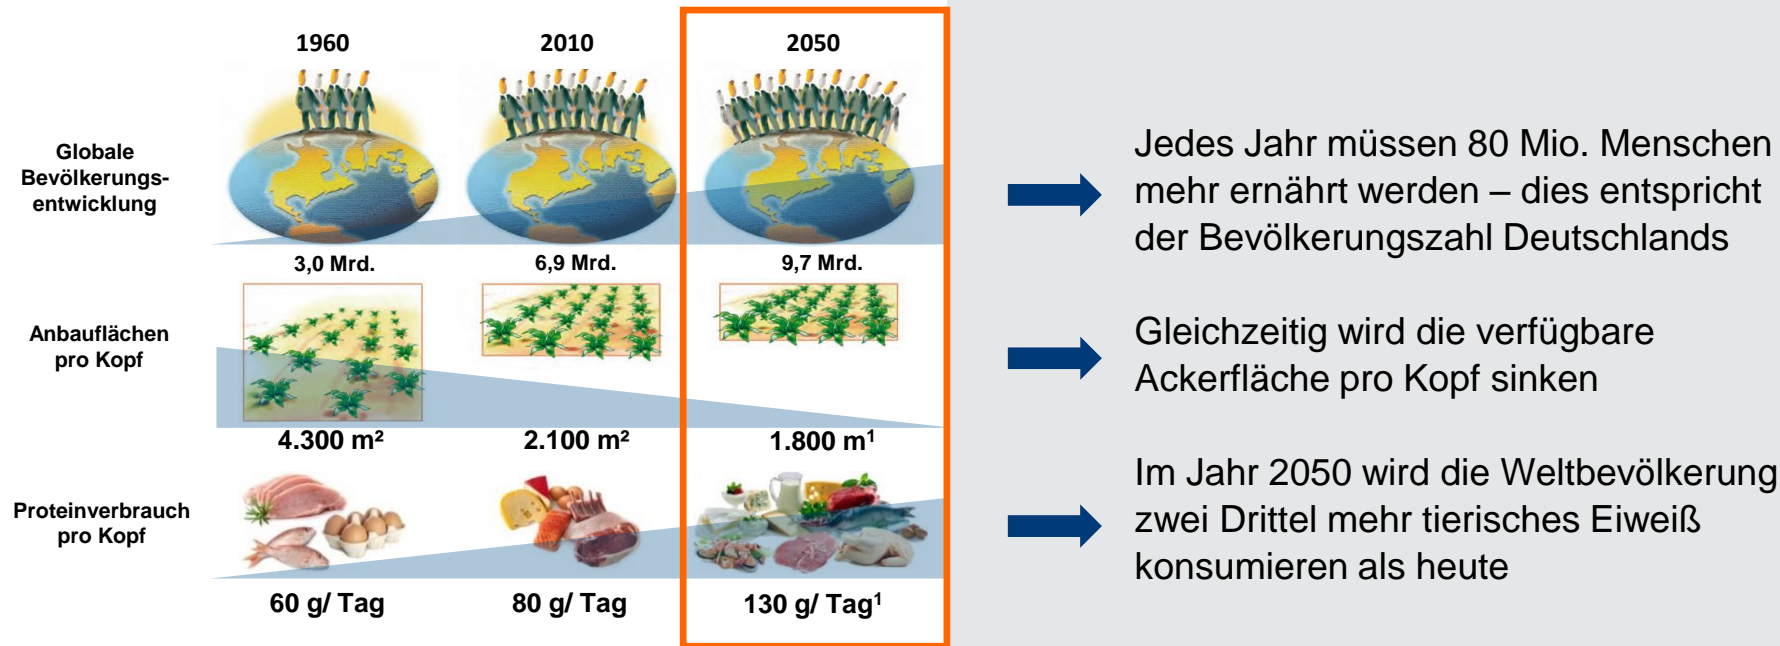 1960
2010
2050
Globale
Bevölkerungs-
entwicklung
3,0 Mrd.
6,9 Mrd.
9,7 Mrd.
Anbauflächen
pro Kopf
4.300 m²
2.100 m²
1.800 m¹
Proteinverbrauch
pro Kopf
60 g/ Tag
80 g/ Tag
130 g/ Tag¹
Jedes Jahr müssen 80 Mio. Menschen
mehr ernährt werden – dies entspricht
der Bevölkerungszahl Deutschlands
Gleichzeitig wird die verfügbare
Ackerfläche pro Kopf sinken
Im Jahr 2050 wird die Weltbevölkerung
zwei Drittel mehr tierisches Eiweiß
konsumieren als heute